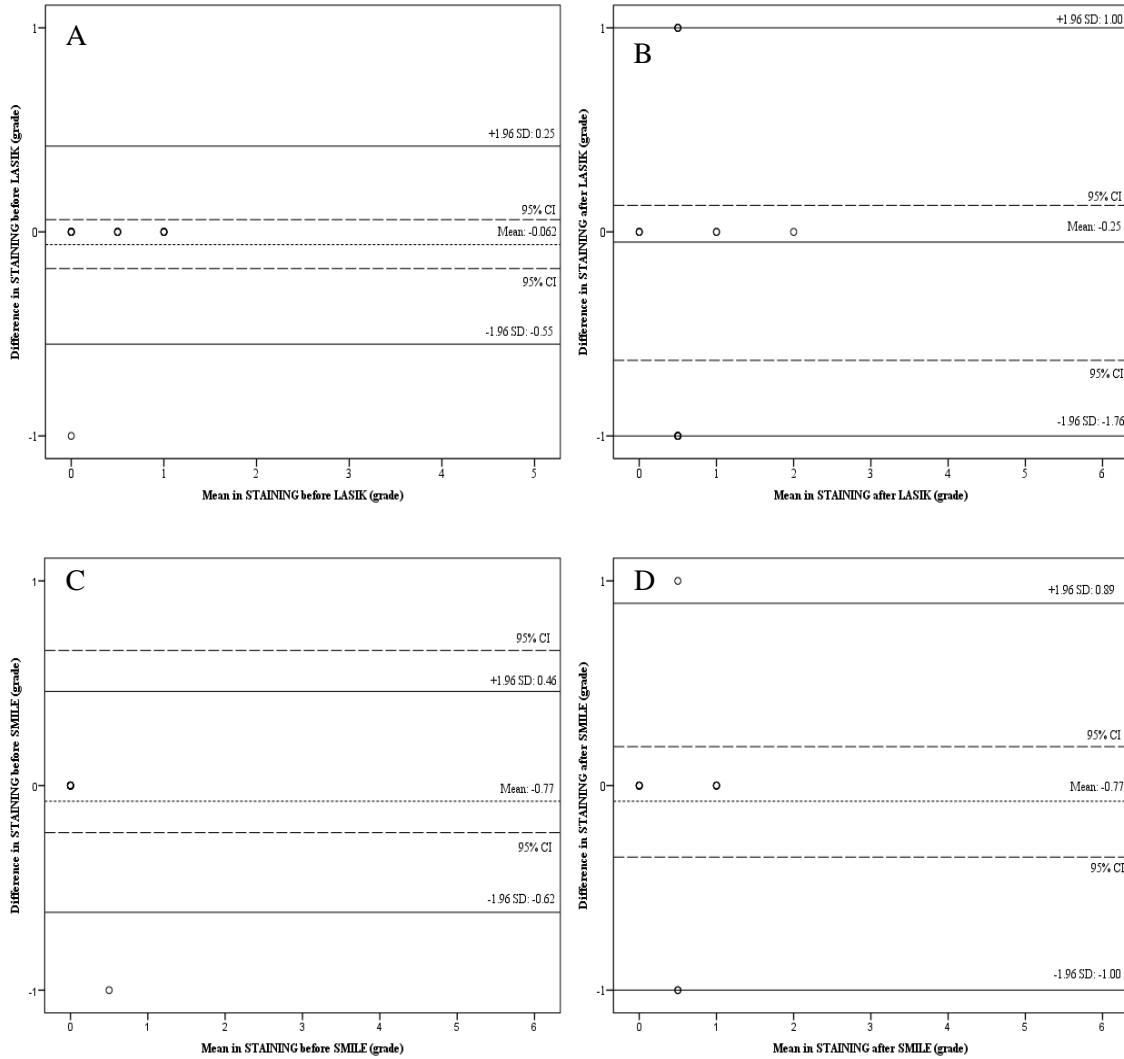 A
Difference in STAINING before LASIK (grade)
1
0
-1
+1.96 SD: 0.25
95% CI
Mean: -0.062
95% CI
-1.96 SD: -0.55
0 1 2 3 4 5
Mean in STAINING before LASIK (grade)
B
Difference in STAINING after LASIK (grade)
1
0
-1
+1.96 SD: 1.00
95% CI
Mean: -0.25
95% CI
-1.96 SD: -1.76
0 1 2 3 4 5 6
Mean in STAINING after LASIK (grade)
C
Difference in STAINING before SMILE (grade)
1
0
-1
95% CI
+1.96 SD: 0.46
Mean: -0.77
95% CI
-1.96 SD: -0.62
0 1 2 3 4 5 6
Mean in STAINING before SMILE (grade)
D
Difference in STAINING after SMILE (grade)
1
0
-1
+1.96 SD: 0.89
95% CI
Mean: -0.77
95% CI
-1.96 SD: -1.00
0 1 2 3 4 5 6
Mean in STAINING after SMILE (grade)